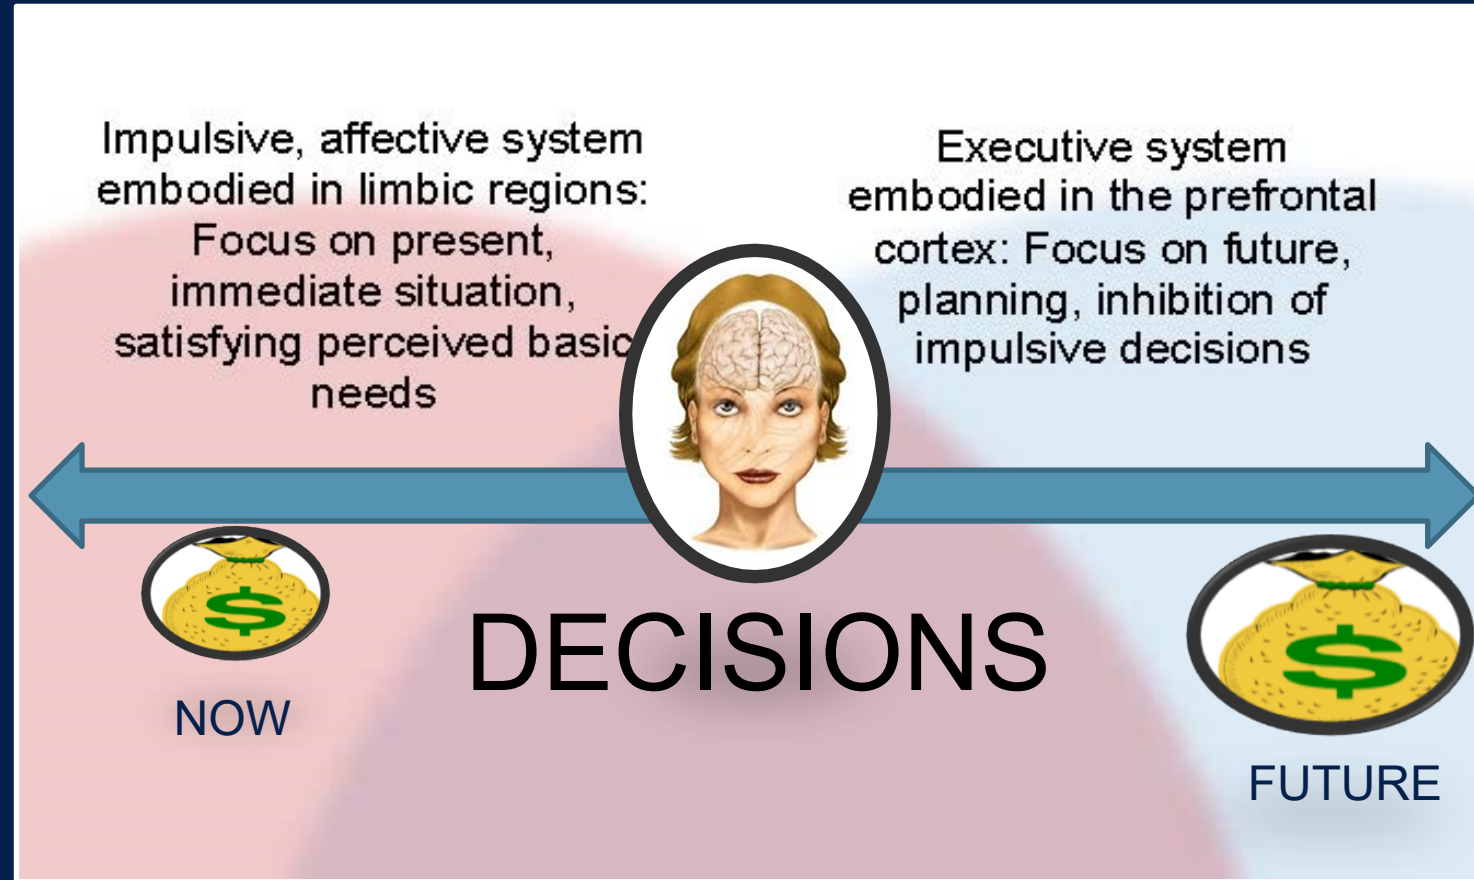 Impulsive, affective system
embodied in limbic regions:
Focus on present,
immediate situation,
satisfying perceived basic
needs
Executive system
embodied in the prefrontal
cortex: Focus on future,
planning, inhibition of
impulsive decisions
$
NOW
DECISIONS
$
FUTURE